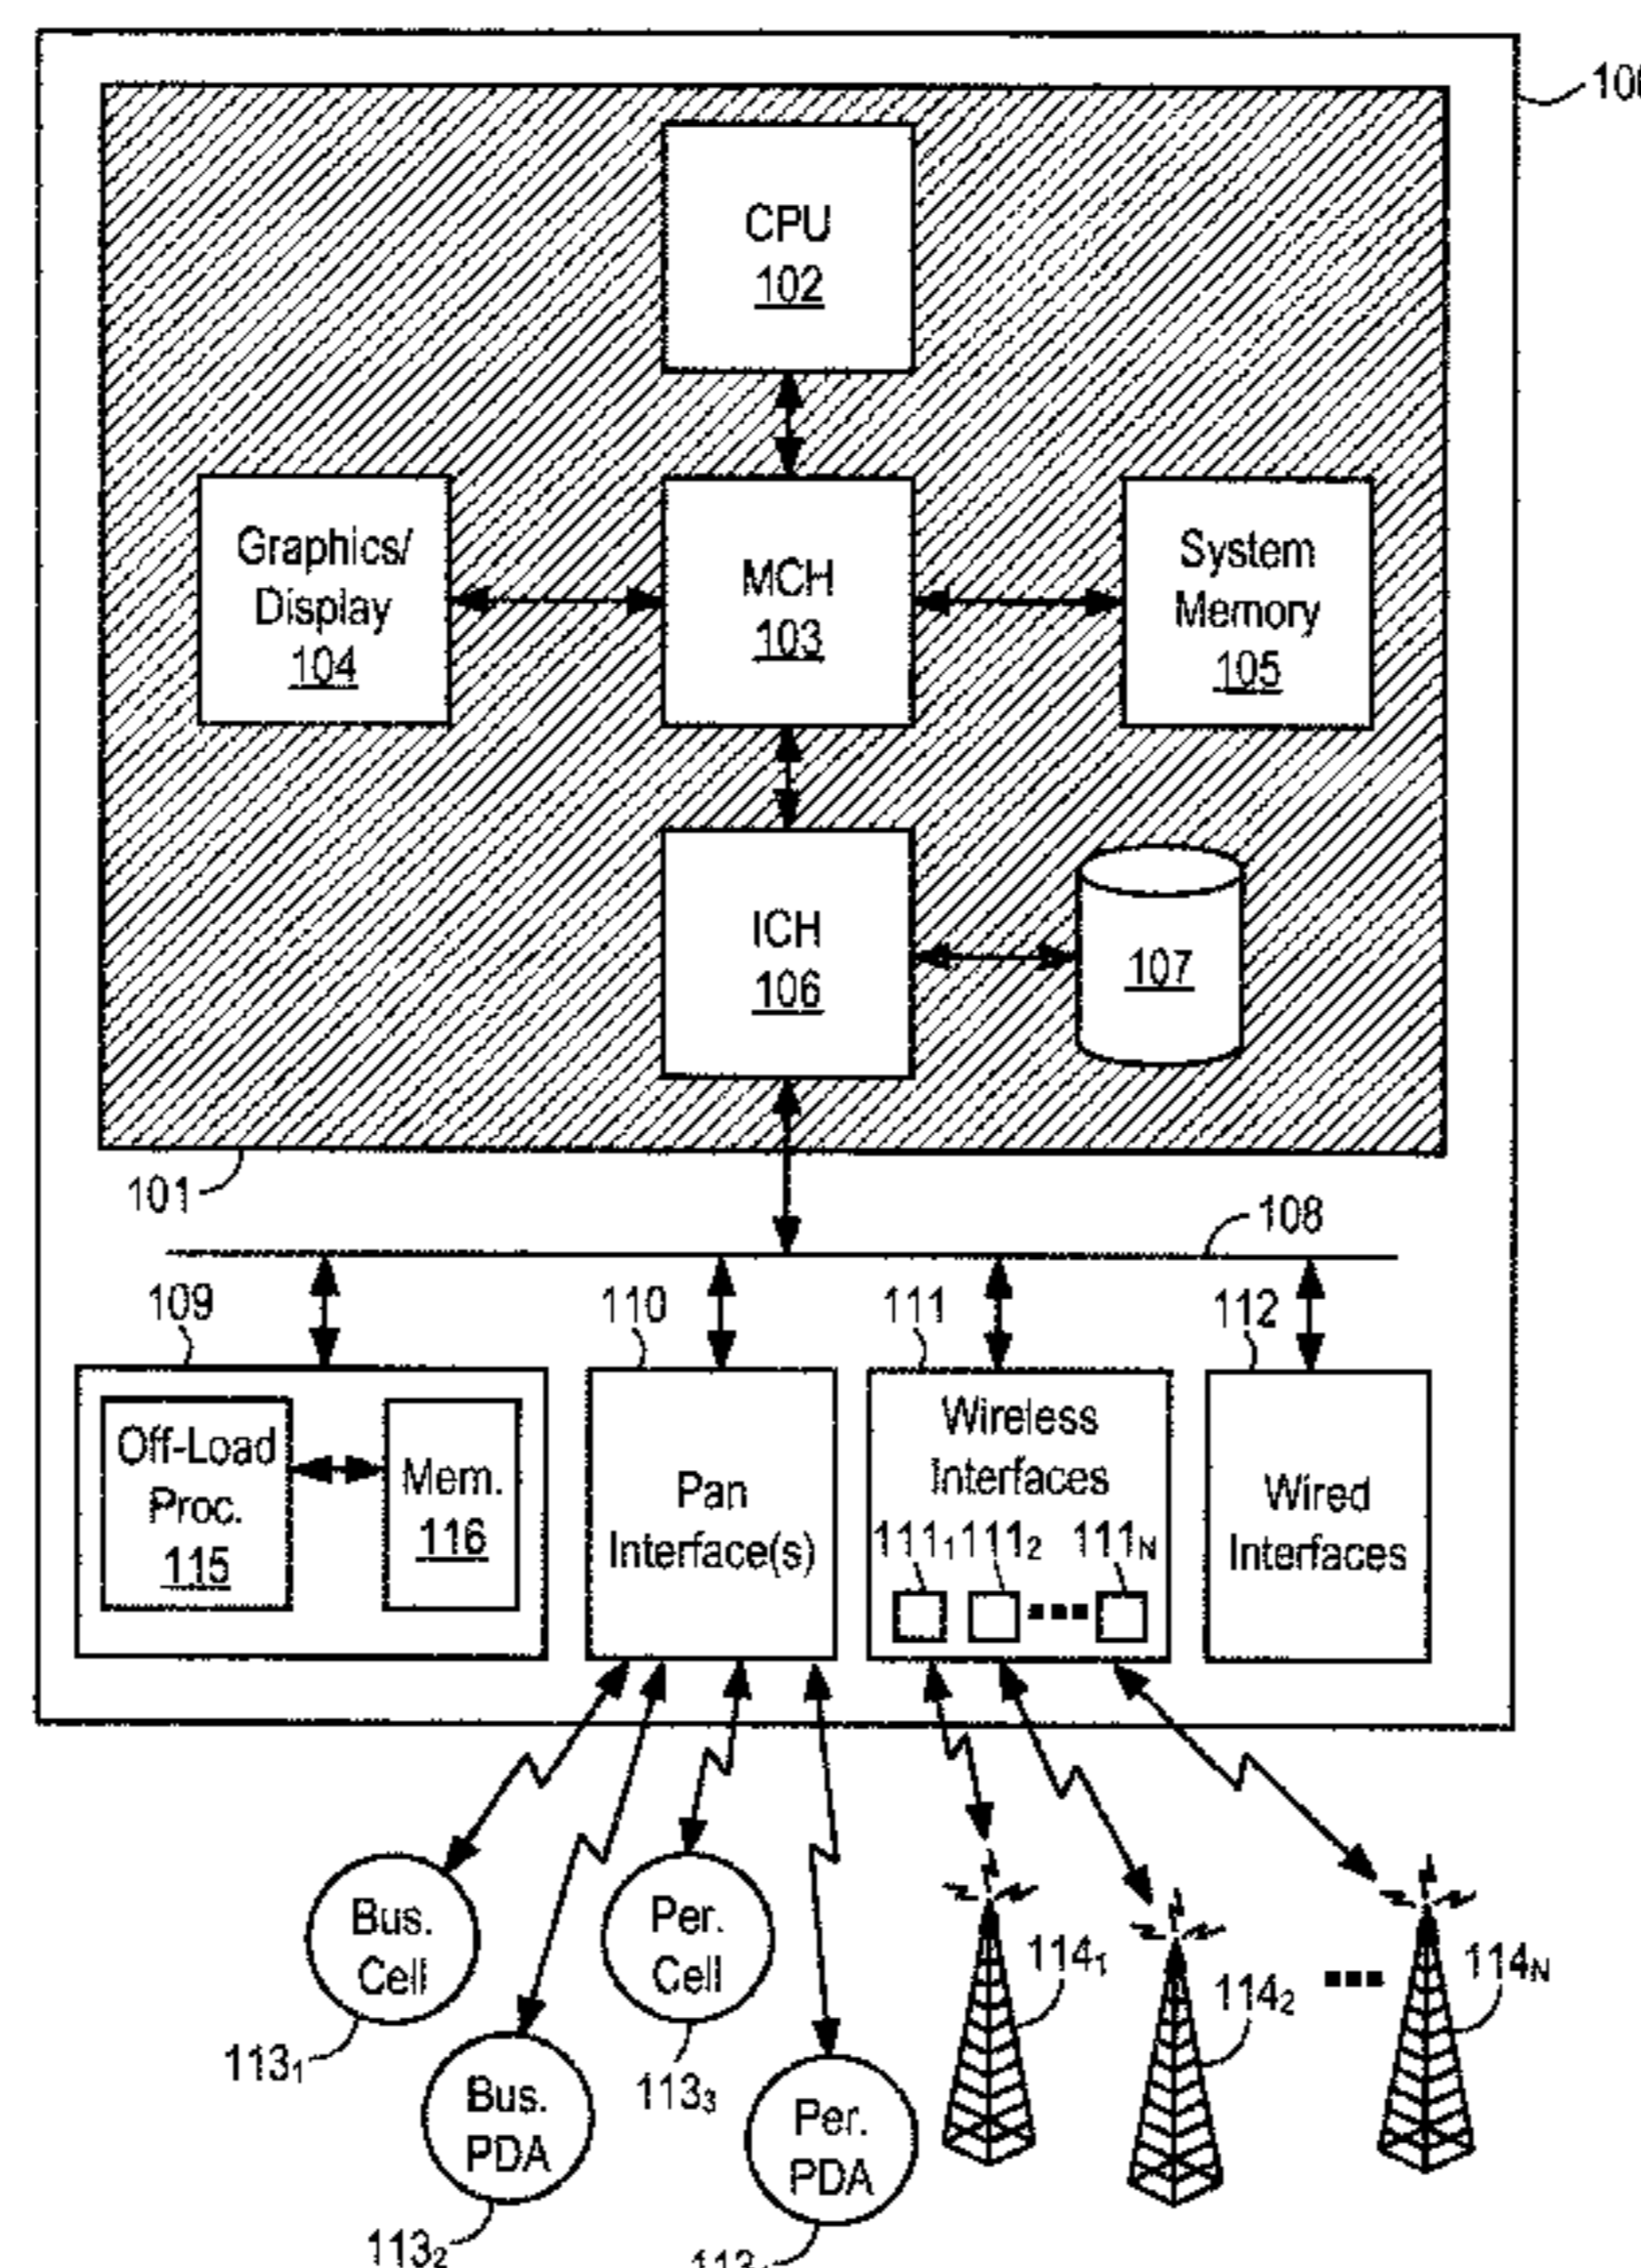 100
CPU
102
Graphics/
Display
104
MCH
103
System
Memory
105
ICH
106
107
101
108
109
110
111
112
Off-Load
Proc.
115
Mem.
116
Pan
Interface(s)
Wireless
Interfaces
111₁ 111₂ 111N
Wired
Interfaces
Bus.
Cell
113₁
Bus.
PDA
113₂
Per.
Cell
113₃
Per.
PDA
114₁
114₂
114N